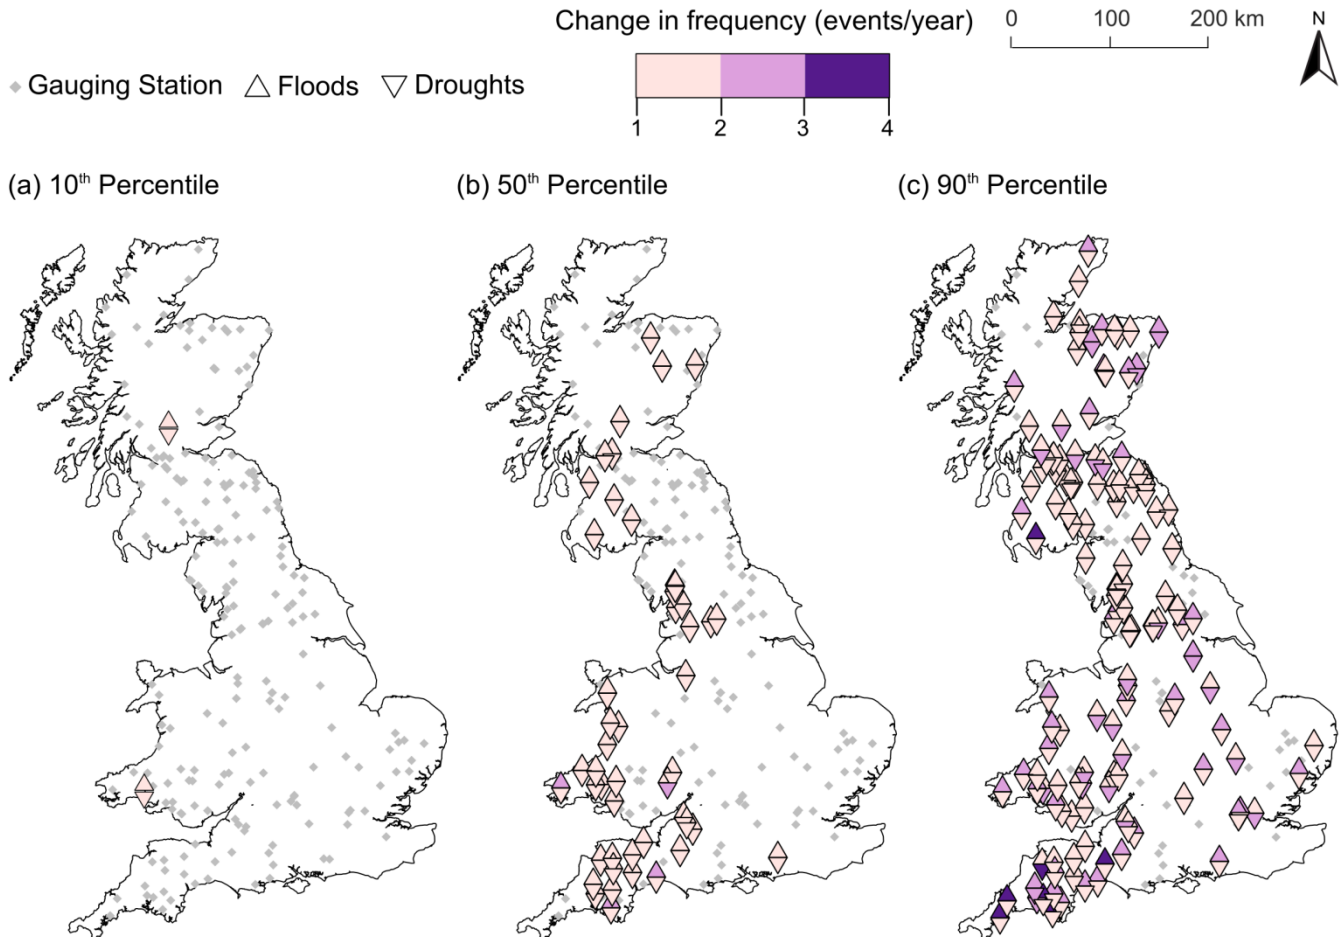 Change in frequency (events/year)
0 100 200 km
N
Gauging Station Floods Droughts
1 2 3 4
(a) 10th Percentile
(b) 50th Percentile
(c) 90th Percentile